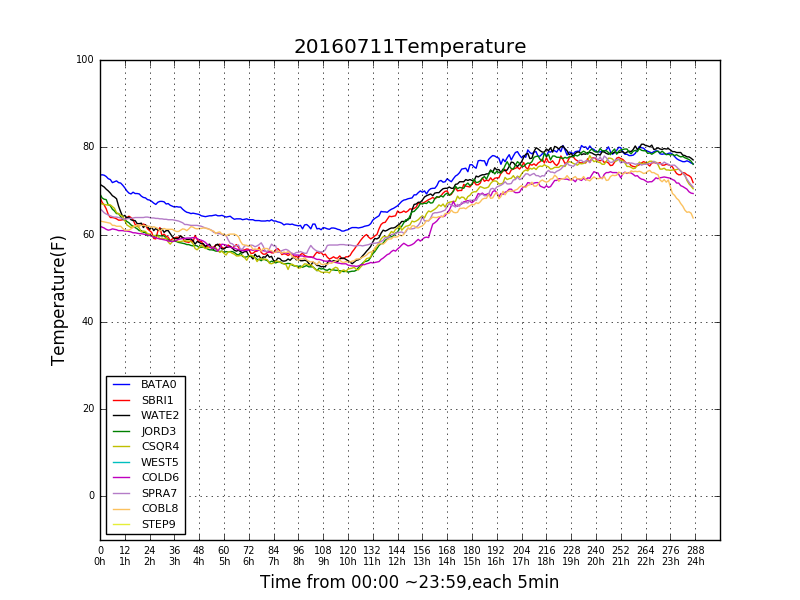 20160711Temperature
100
80
60
40
20
0
Temperature(F)
BATA0
SBRI1
WATE2
JORD3
CSQR4
WEST5
COLD6
SPRA7
COBL8
STEP9
0 12 24 36 48 60 72 84 96 108 120 132 144 156 168 180 192 204 216 228 240 252 264 276 288
0h 1h 2h 3h 4h 5h 6h 7h 8h 9h 10h 11h 12h 13h 14h 15h 16h 17h 18h 19h 20h 21h 22h 23h 24h
Time from 00:00 ~23:59,each 5min